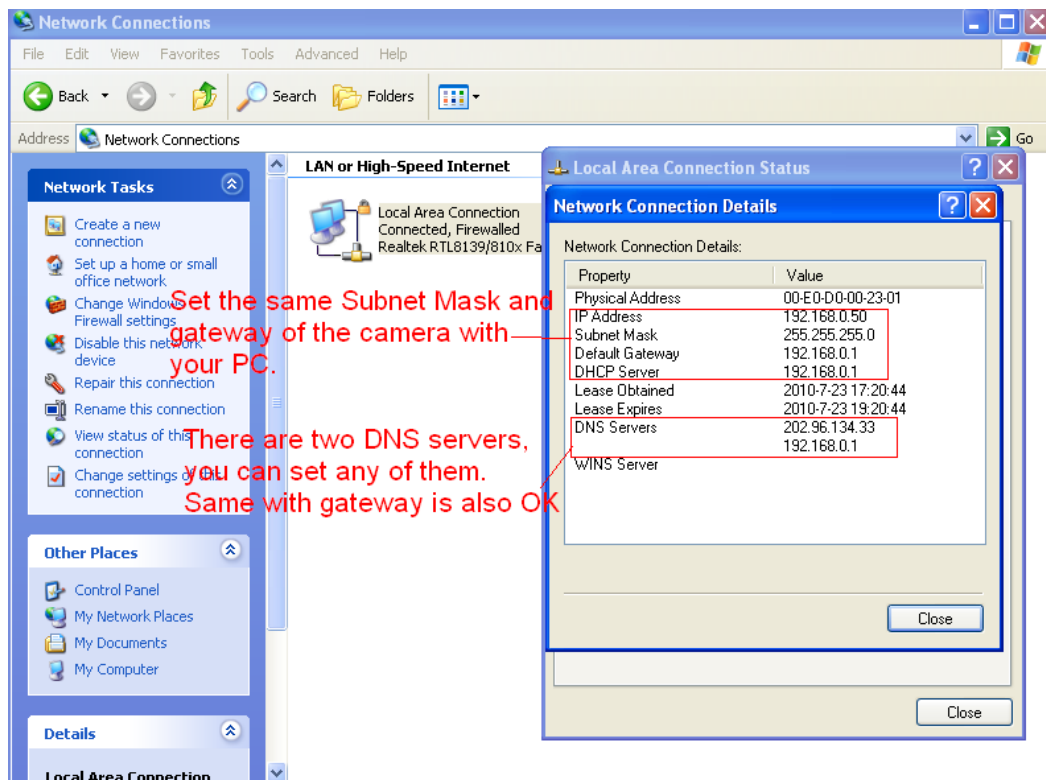 Network Connections
File Edit View Favorites Tools Advanced Help
Back Search Folders
Address Network Connections Go
Network Tasks
Create a new
connection
Set up a home or small
office network
Change Windows
Firewall settings
Disable this network
device
Repair this connection
Rename this connection
View status of this
connection
Change settings of this
connection
Other Places
Control Panel
My Network Places
My Documents
My Computer
Details
Local Area Connection
LAN or High-Speed Internet
Local Area Connection
Connected, Firewalled
Realtek RTL8139/810x Fa
Set the same Subnet Mask and
gateway of the camera with
your PC.
There are two DNS servers,
you can set any of them.
Same with gateway is also OK
Local Area Connection Status
Network Connection Details
Network Connection Details:
Property Value
Physical Address 00-E0-D0-00-23-01
IP Address 192.168.0.50
Subnet Mask 255.255.255.0
Default Gateway 192.168.0.1
DHCP Server 192.168.0.1
Lease Obtained 2010-7-23 17:20:44
Lease Expires 2010-7-23 19:20:44
DNS Servers 202.96.134.33
192.168.0.1
WINS Server
Close
Close